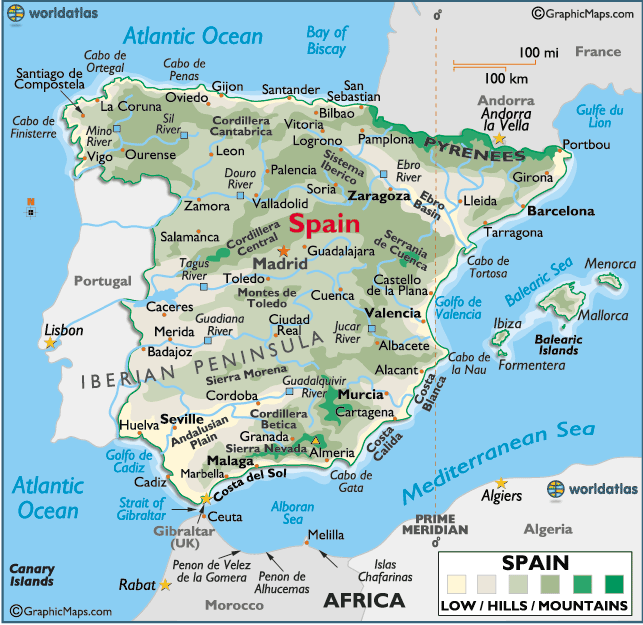 worldatlas
©GraphicMaps.com
Atlantic Ocean
Bay of
Biscay
0°
100 mi
100 km
France
Cabo de
Ortegal
Cabo de
Penas
Santiago de
Compostela
Gijon
Santander
San
Sebastian
Oviedo
La Coruna
Bilbao
Andorra
Andorra
la Vella
Gulfe du
Lion
Cabo de
Finisterre
Mino
River
Sil
River
Cordillera
Cantabrica
Vitoria
Logrono
Pamplona
PYRENEES
Portbou
Vigo
Ourense
Leon
Palencia
Sistema
Iberico
Ebro
River
Girona
Douro
River
Soria
Zaragoza
Ebro
Basin
Lleida
Barcelona
Zamora
Valladolid
Tarragona
Salamanca
Spain
Cordillera
Central
Guadalajara
Serrania
de Cuenca
Cabo de
Tortosa
Madrid
Tagus
River
Toledo
Portugal
Montes de
Toledo
Cuenca
Castello
de la Plana
Balearic Sea
Menorca
Mallorca
Golfo de
Valencia
Caceres
Lisbon
Merida
Guadiana
River
Ciudad
Real
Jucar
River
Valencia
Ibiza
Balearic
Islands
Formentera
Badajoz
Albacete
Cabo de
la Nau
IBERIAN PENINSULA
Sierra Morena
Alacant
Costa
Blanca
Cordoba
Guadalquivir
River
Murcia
Cartagena
Huelva
Seville
Andalusian
Plain
Cordillera
Betica
Costa
Calida
Granada
Sierra Nevada
Almeria
Golfo de
Cadiz
Malaga
Cabo de
Gata
Mediterranean Sea
Cadiz
Marbella
Costa del Sol
Atlantic
Ocean
Strait of
Gibraltar
Ceuta
Alboran
Sea
Algiers
worldatlas
Gibraltar
(UK)
Melilla
PRIME
MERIDIAN
0°
Algeria
Canary
Islands
Rabat
Penon de Velez
de la Gomera
Penon de
Alhucemas
Islas
Chafarinas
Morocco
AFRICA
SPAIN
LOW / HILLS / MOUNTAINS
©GraphicMaps.com